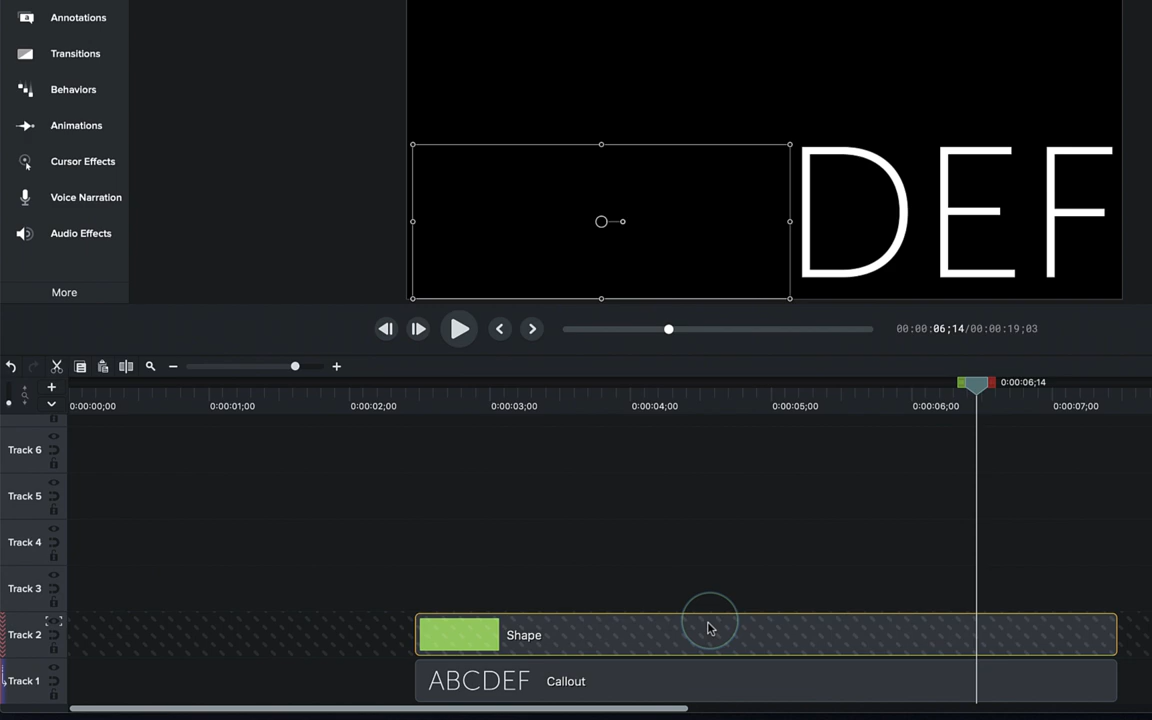 Annotations
Transitions
Behaviors
Animations
Cursor Effects
Voice Narration
Audio Effects
More
DEF
00:00:06;14/00:00:19;03
0:00:06;14
0:00:00;00 0:00:01;00 0:00:02;00 0:00:03;00 0:00:04;00 0:00:05;00 0:00:06;00 0:00:07;00
Track 6
Track 5
Track 4
Track 3
Track 2 Shape
Track 1 ABCDEF Callout